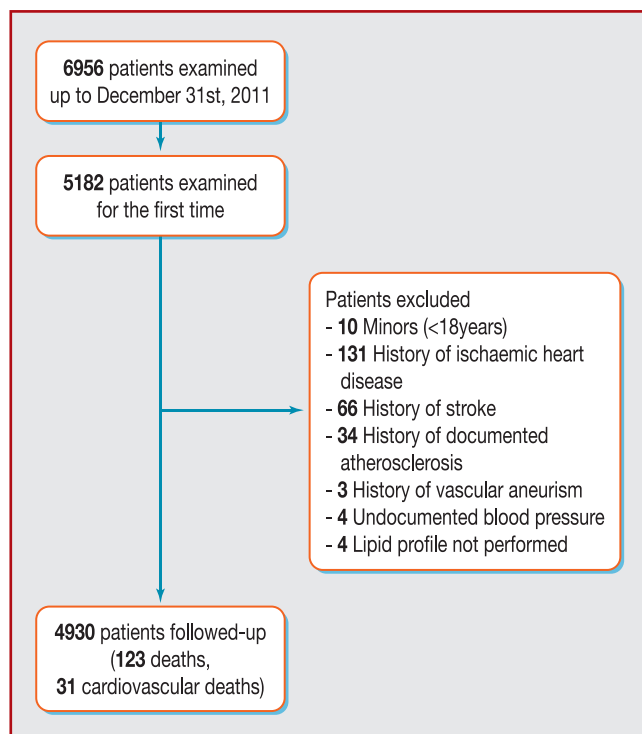 6956 patients examined
up to December 31st, 2011
5182 patients examined
for the first time
Patients excluded
- 10 Minors (<18years)
- 131 History of ischaemic heart
disease
- 66 History of stroke
- 34 History of documented
atherosclerosis
- 3 History of vascular aneurism
- 4 Undocumented blood pressure
- 4 Lipid profile not performed
4930 patients followed-up
(123 deaths,
31 cardiovascular deaths)